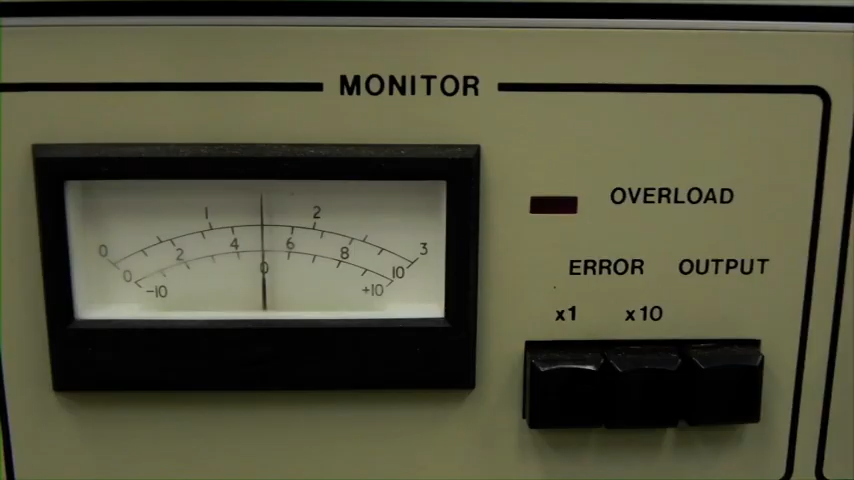 MONITOR
0 1 2 3
0 2 4 6 8 10
-10 0 +10
OVERLOAD
ERROR OUTPUT
x1 x10